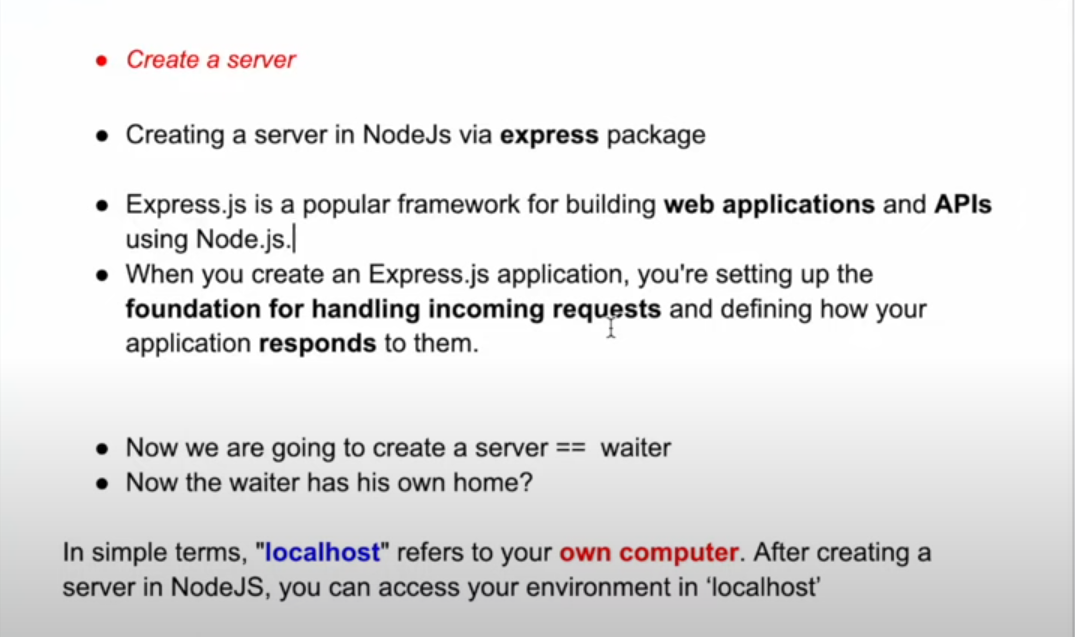 ● Create a server
● Creating a server in NodeJs via express package
● Express.js is a popular framework for building web applications and APIs
using Node.js.
● When you create an Express.js application, you're setting up the
foundation for handling incoming requests and defining how your
application responds to them.
● Now we are going to create a server == waiter
● Now the waiter has his own home?
In simple terms, "localhost" refers to your own computer. After creating a
server in NodeJS, you can access your environment in ‘localhost’